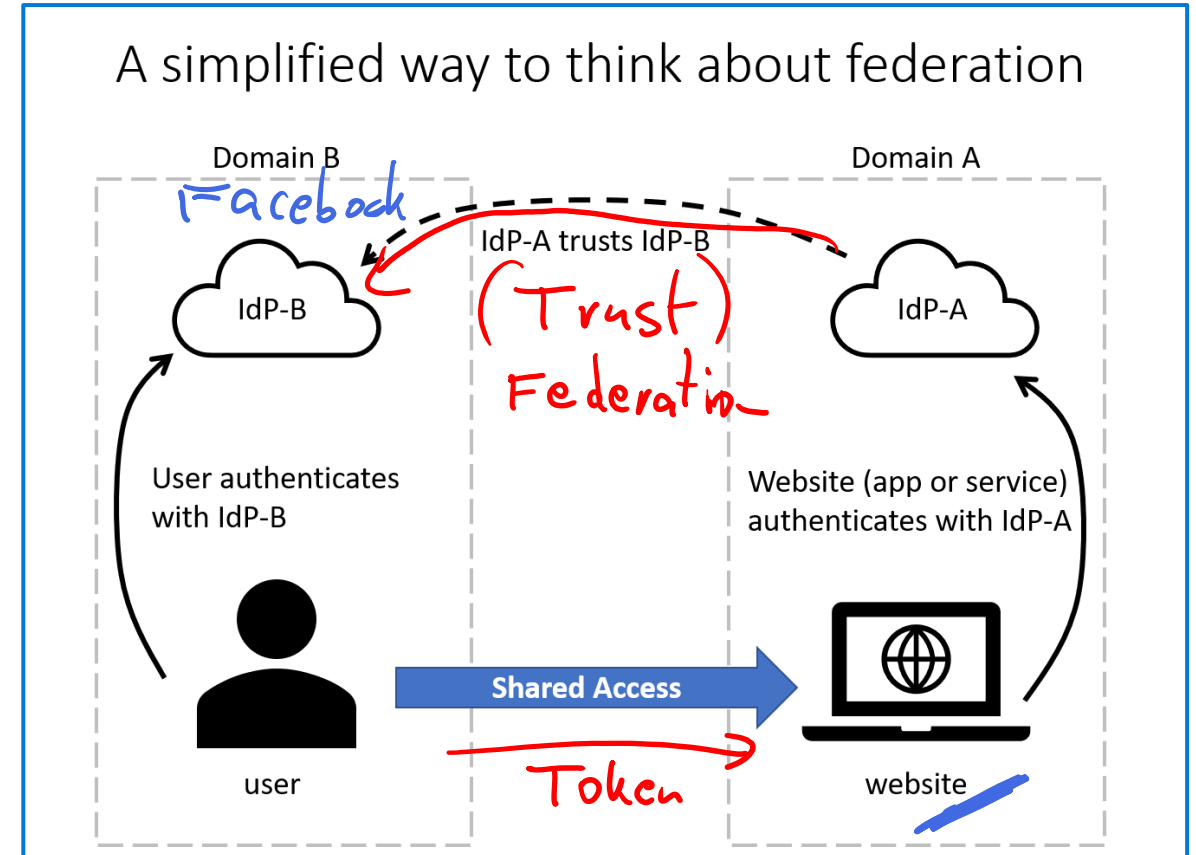 A simplified way to think about federation
Domain B
Domain A
Facebook
IdP-A trusts IdP-B
IdP-B
IdP-A
(Trust)
Federation
User authenticates
with IdP-B
Website (app or service)
authenticates with IdP-A
Shared Access
Token
user
website